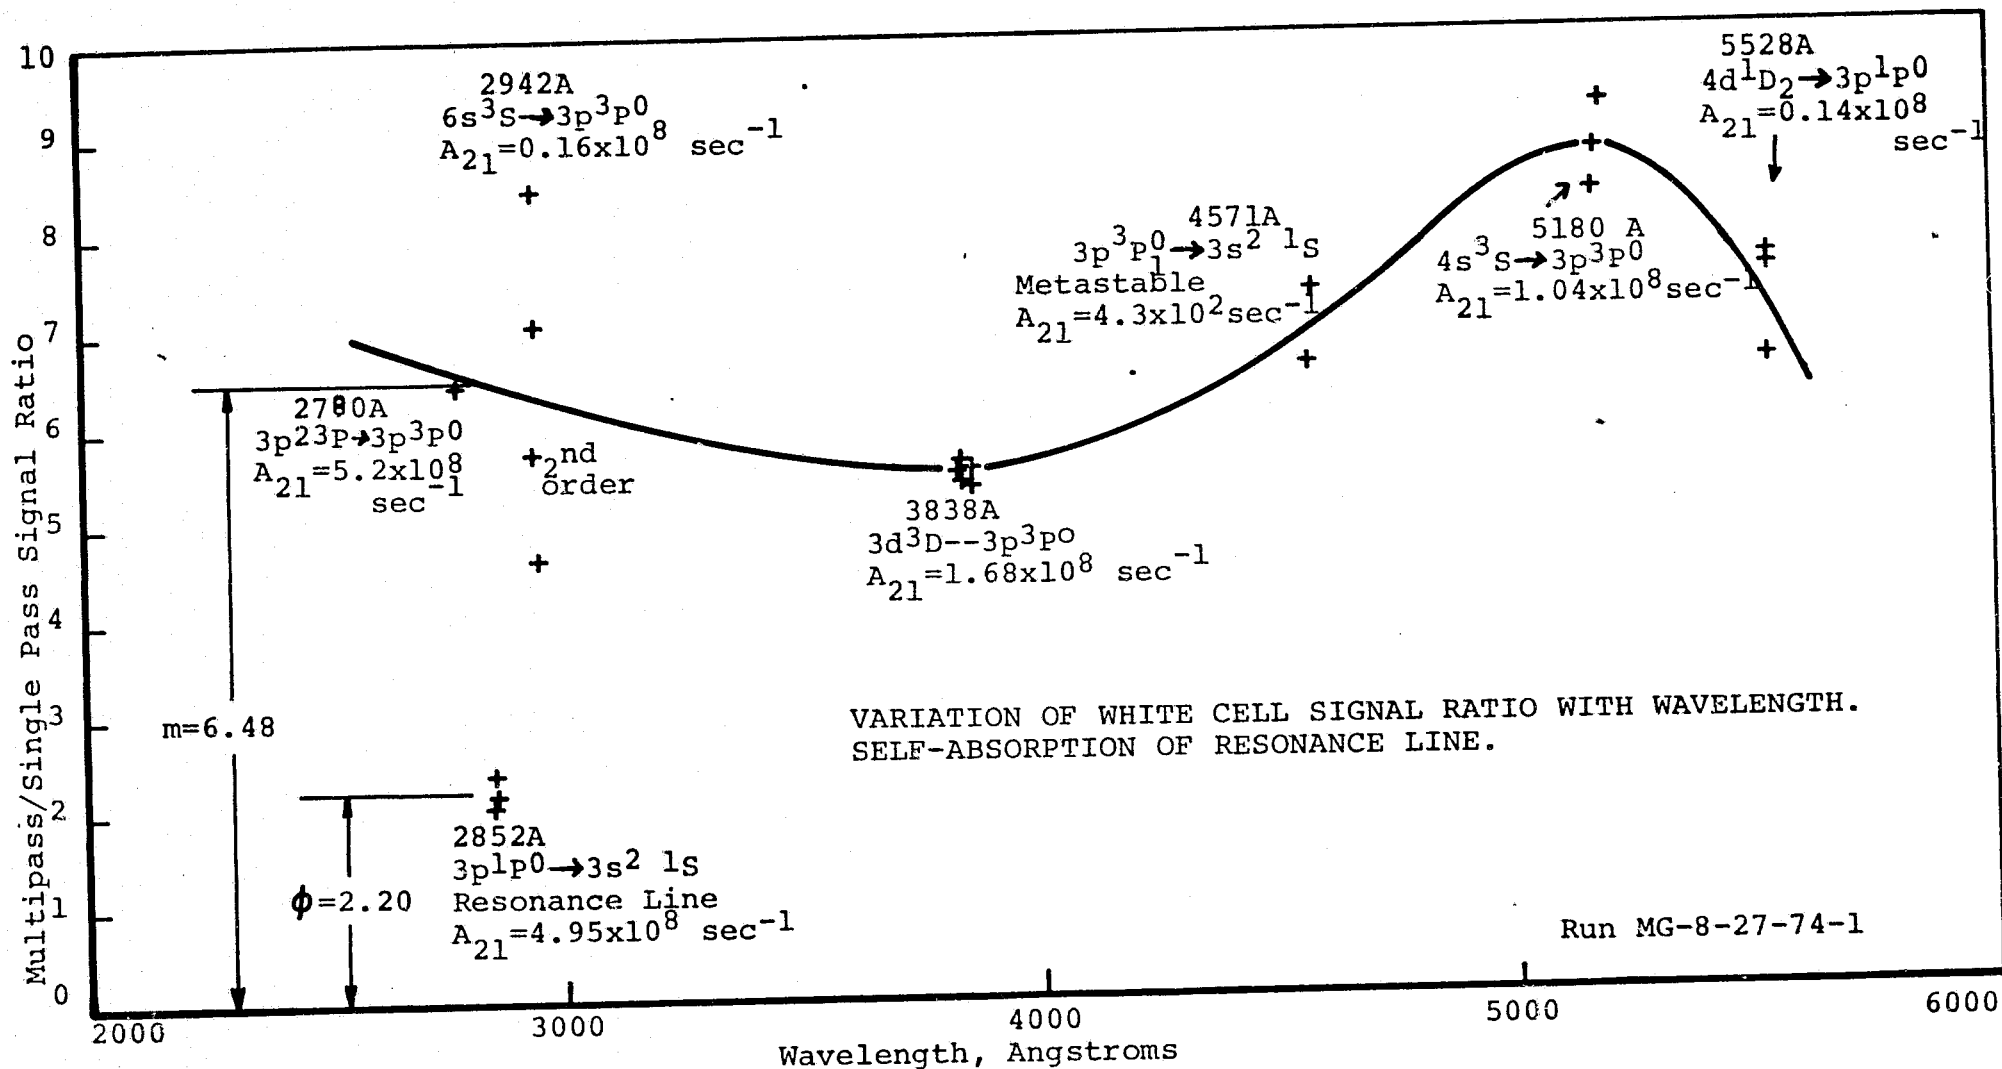 10
9
8
7
6
5
4
3
2
1
0
Multipass/Single Pass Signal Ratio
2942A
6s³S→3p³P⁰
A₂₁=0.16x10⁸ sec⁻¹
5528A
4d¹D₂→3p¹P⁰
A₂₁=0.14x10⁸
sec⁻¹
4571A
3p³P₁⁰→3s² ¹S
Metastable
A₂₁=4.3x10²sec⁻¹
5180 A
4s³S→3p³P⁰
A₂₁=1.04x10⁸sec⁻¹
2780A
3p²³P→3p³P⁰
A₂₁=5.2x10⁸
sec⁻¹
2nd
order
3838A
3d³D--3p³P⁰
A₂₁=1.68x10⁸ sec⁻¹
m=6.48
VARIATION OF WHITE CELL SIGNAL RATIO WITH WAVELENGTH.
SELF-ABSORPTION OF RESONANCE LINE.
2852A
3p¹P⁰→3s² ¹S
Resonance Line
A₂₁=4.95x10⁸ sec⁻¹
ϕ=2.20
Run MG-8-27-74-1
2000
3000
4000
5000
6000
Wavelength, Angstroms